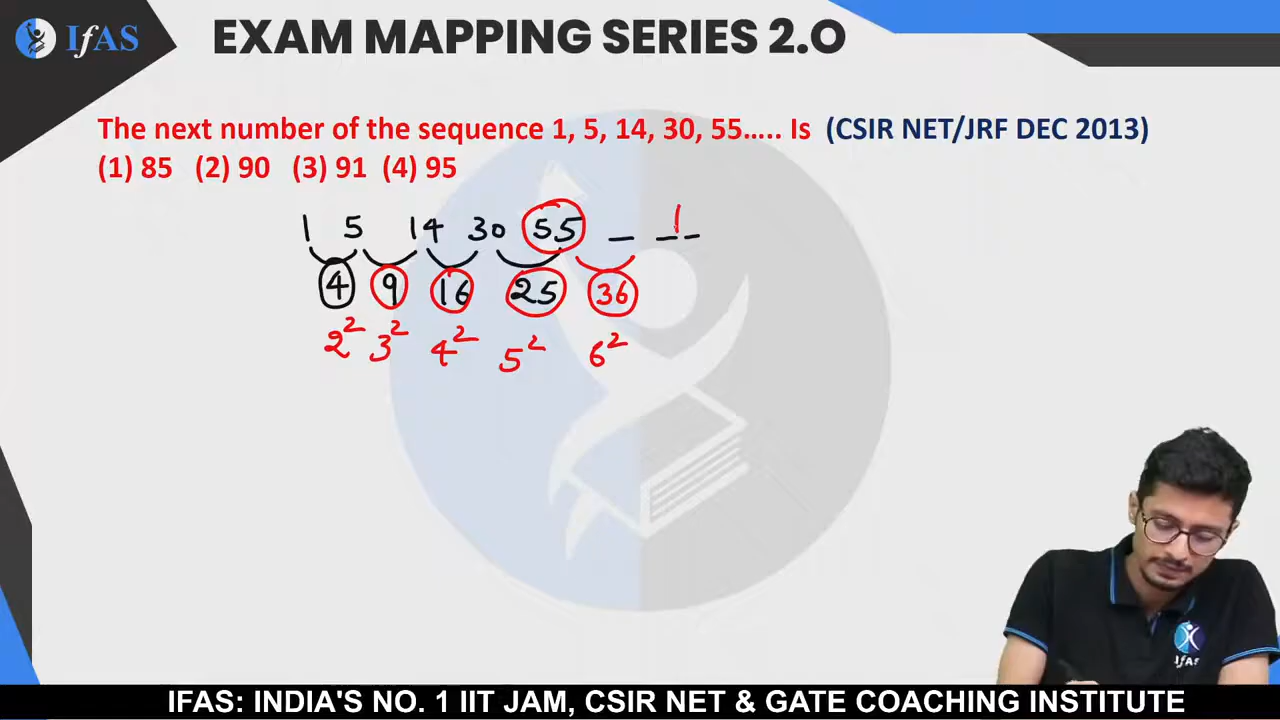 IfAS EXAM MAPPING SERIES 2.0
The next number of the sequence 1, 5, 14, 30, 55..... Is (CSIR NET/JRF DEC 2013)
(1) 85 (2) 90 (3) 91 (4) 95
1 5 14 30 55 _ _ _
4 9 16 25 36
2² 3² 4² 5² 6²
IfAS
IFAS: INDIA'S NO. 1 IIT JAM, CSIR NET & GATE COACHING INSTITUTE